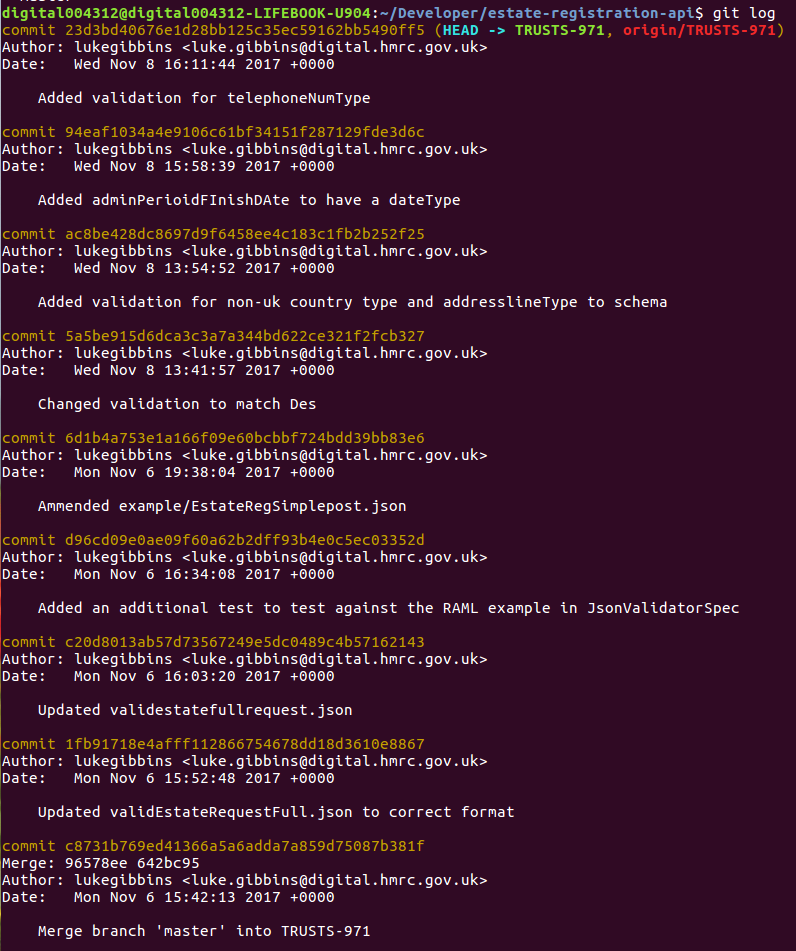 digital004312@digital004312-LIFEBOOK-U904:~/Developer/estate-registration-api$ git log
commit 23d3bd40676e1d28bb125c35ec59162bb5490ff5 (HEAD -> TRUSTS-971, origin/TRUSTS-971)
Author: lukegibbins <luke.gibbins@digital.hmrc.gov.uk>
Date:   Wed Nov 8 16:11:44 2017 +0000
    Added validation for telephoneNumType
commit 94eaf1034a4e9106c61bf34151f287129fde3d6c
Author: lukegibbins <luke.gibbins@digital.hmrc.gov.uk>
Date:   Wed Nov 8 15:58:39 2017 +0000
    Added adminPerioidFInishDAte to have a dateType
commit ac8be428dc8697d9f6458ee4c183c1fb2b252f25
Author: lukegibbins <luke.gibbins@digital.hmrc.gov.uk>
Date:   Wed Nov 8 13:54:52 2017 +0000
    Added validation for non-uk country type and addresslineType to schema
commit 5a5be915d6dca3c3a7a344bd622ce321f2fcb327
Author: lukegibbins <luke.gibbins@digital.hmrc.gov.uk>
Date:   Wed Nov 8 13:41:57 2017 +0000
    Changed validation to match Des
commit 6d1b4a753e1a166f09e60bcbbf724bdd39bb83e6
Author: lukegibbins <luke.gibbins@digital.hmrc.gov.uk>
Date:   Mon Nov 6 19:38:04 2017 +0000
    Ammended example/EstateRegSimplepost.json
commit d96cd09e0ae09f60a62b2dff93b4e0c5ec03352d
Author: lukegibbins <luke.gibbins@digital.hmrc.gov.uk>
Date:   Mon Nov 6 16:34:08 2017 +0000
    Added an additional test to test against the RAML example in JsonValidatorSpec
commit c20d8013ab57d73567249e5dc0489c4b57162143
Author: lukegibbins <luke.gibbins@digital.hmrc.gov.uk>
Date:   Mon Nov 6 16:03:20 2017 +0000
    Updated validestatefullrequest.json
commit 1fb91718e4afff112866754678dd18d3610e8867
Author: lukegibbins <luke.gibbins@digital.hmrc.gov.uk>
Date:   Mon Nov 6 15:52:48 2017 +0000
    Updated validEstateRequestFull.json to correct format
commit c8731b769ed41366a5a6adda7a859d75087b381f
Merge: 96578ee 642bc95
Author: lukegibbins <luke.gibbins@digital.hmrc.gov.uk>
Date:   Mon Nov 6 15:42:13 2017 +0000
    Merge branch 'master' into TRUSTS-971